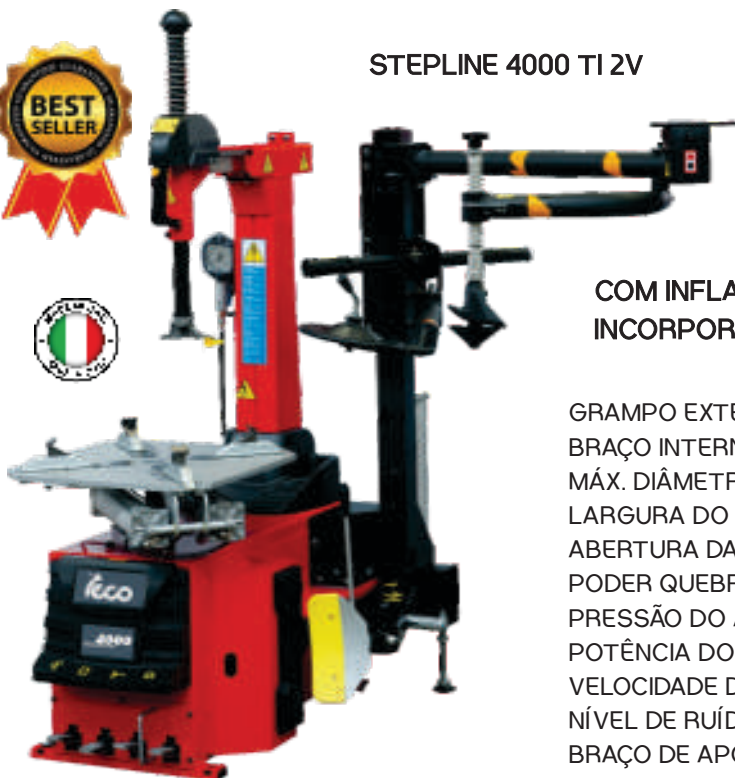 STEPLINE 4000 TI 2V
BEST
SELLER
COM INFLA
INCORPOR
GRAMPO EXTE
BRAÇO INTERN
MÁX. DIÂMETR
LARGURA DO
ABERTURA DA
PODER QUEBR
PRESSÃO DO A
POTÊNCIA DO
VELOCIDADE D
NÍVEL DE RUÍD
BRAÇO DE APO
teco
4000